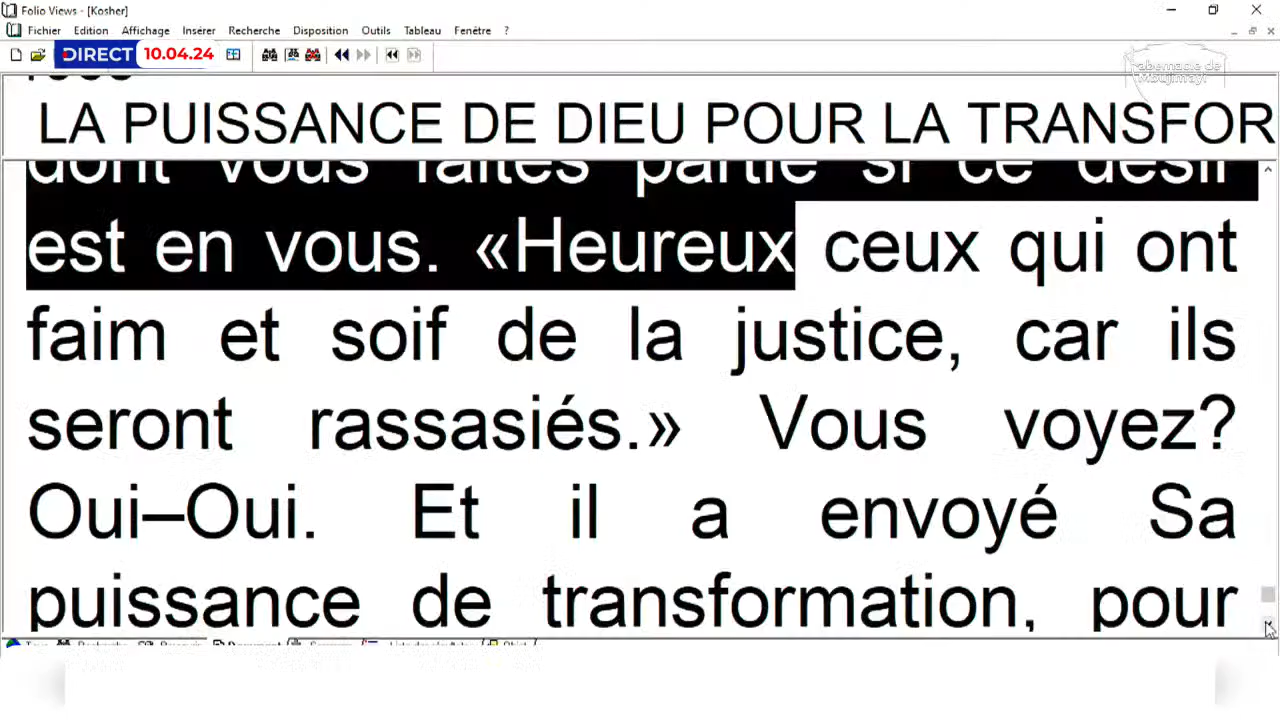 Folio Views - [Kosher]
Fichier Edition Affichage Insérer Recherche Disposition Outils Tableau Fenêtre ?
DIRECT 10.04.24
Tabernacle de
Mbujimayi
LA PUISSANCE DE DIEU POUR LA TRANSFOR
dont vous faites partie si ce désir
est en vous. «Heureux ceux qui ont
faim et soif de la justice, car ils
seront rassasiés.» Vous voyez?
Oui–Oui. Et il a envoyé Sa
puissance de transformation, pour